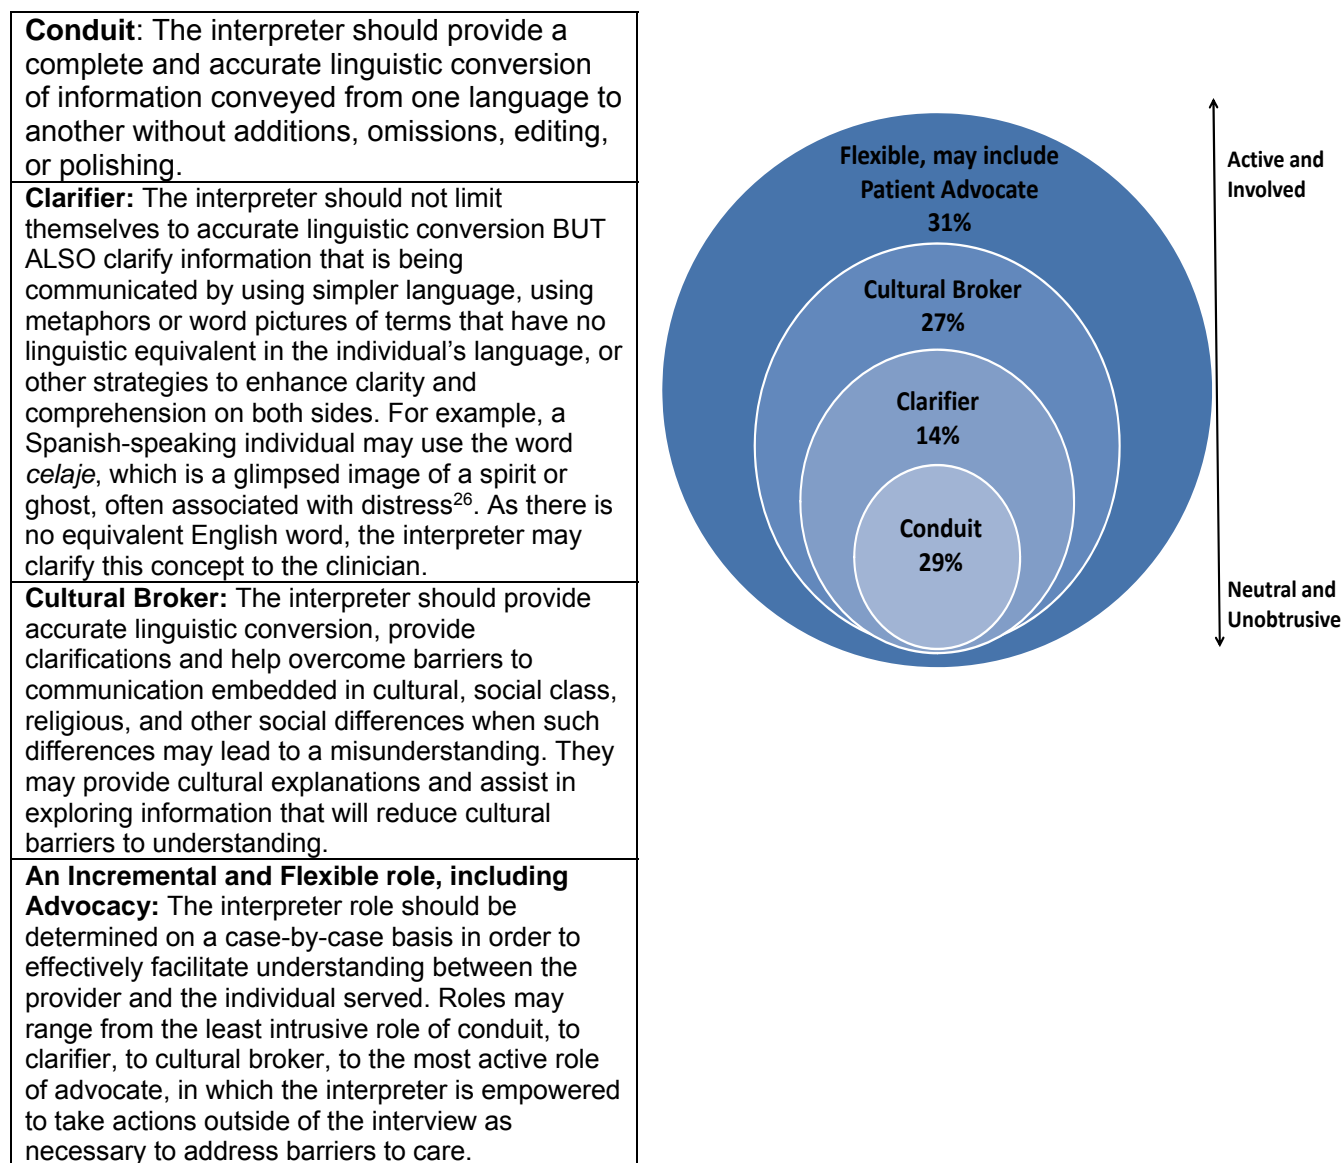 Conduit: The interpreter should provide a
complete and accurate linguistic conversion
of information conveyed from one language to
another without additions, omissions, editing,
or polishing.
Clarifier: The interpreter should not limit
themselves to accurate linguistic conversion BUT
ALSO clarify information that is being
communicated by using simpler language, using
metaphors or word pictures of terms that have no
linguistic equivalent in the individual’s language, or
other strategies to enhance clarity and
comprehension on both sides. For example, a
Spanish-speaking individual may use the word
celaje, which is a glimpsed image of a spirit or
ghost, often associated with distress26. As there is
no equivalent English word, the interpreter may
clarify this concept to the clinician.
Cultural Broker: The interpreter should provide
accurate linguistic conversion, provide
clarifications and help overcome barriers to
communication embedded in cultural, social class,
religious, and other social differences when such
differences may lead to a misunderstanding. They
may provide cultural explanations and assist in
exploring information that will reduce cultural
barriers to understanding.
An Incremental and Flexible role, including
Advocacy: The interpreter role should be
determined on a case-by-case basis in order to
effectively facilitate understanding between the
provider and the individual served. Roles may
range from the least intrusive role of conduit, to
clarifier, to cultural broker, to the most active role
of advocate, in which the interpreter is empowered
to take actions outside of the interview as
necessary to address barriers to care.
Flexible, may include
Patient Advocate
31%
Cultural Broker
27%
Clarifier
14%
Conduit
29%
Active and
Involved
Neutral and
Unobtrusive